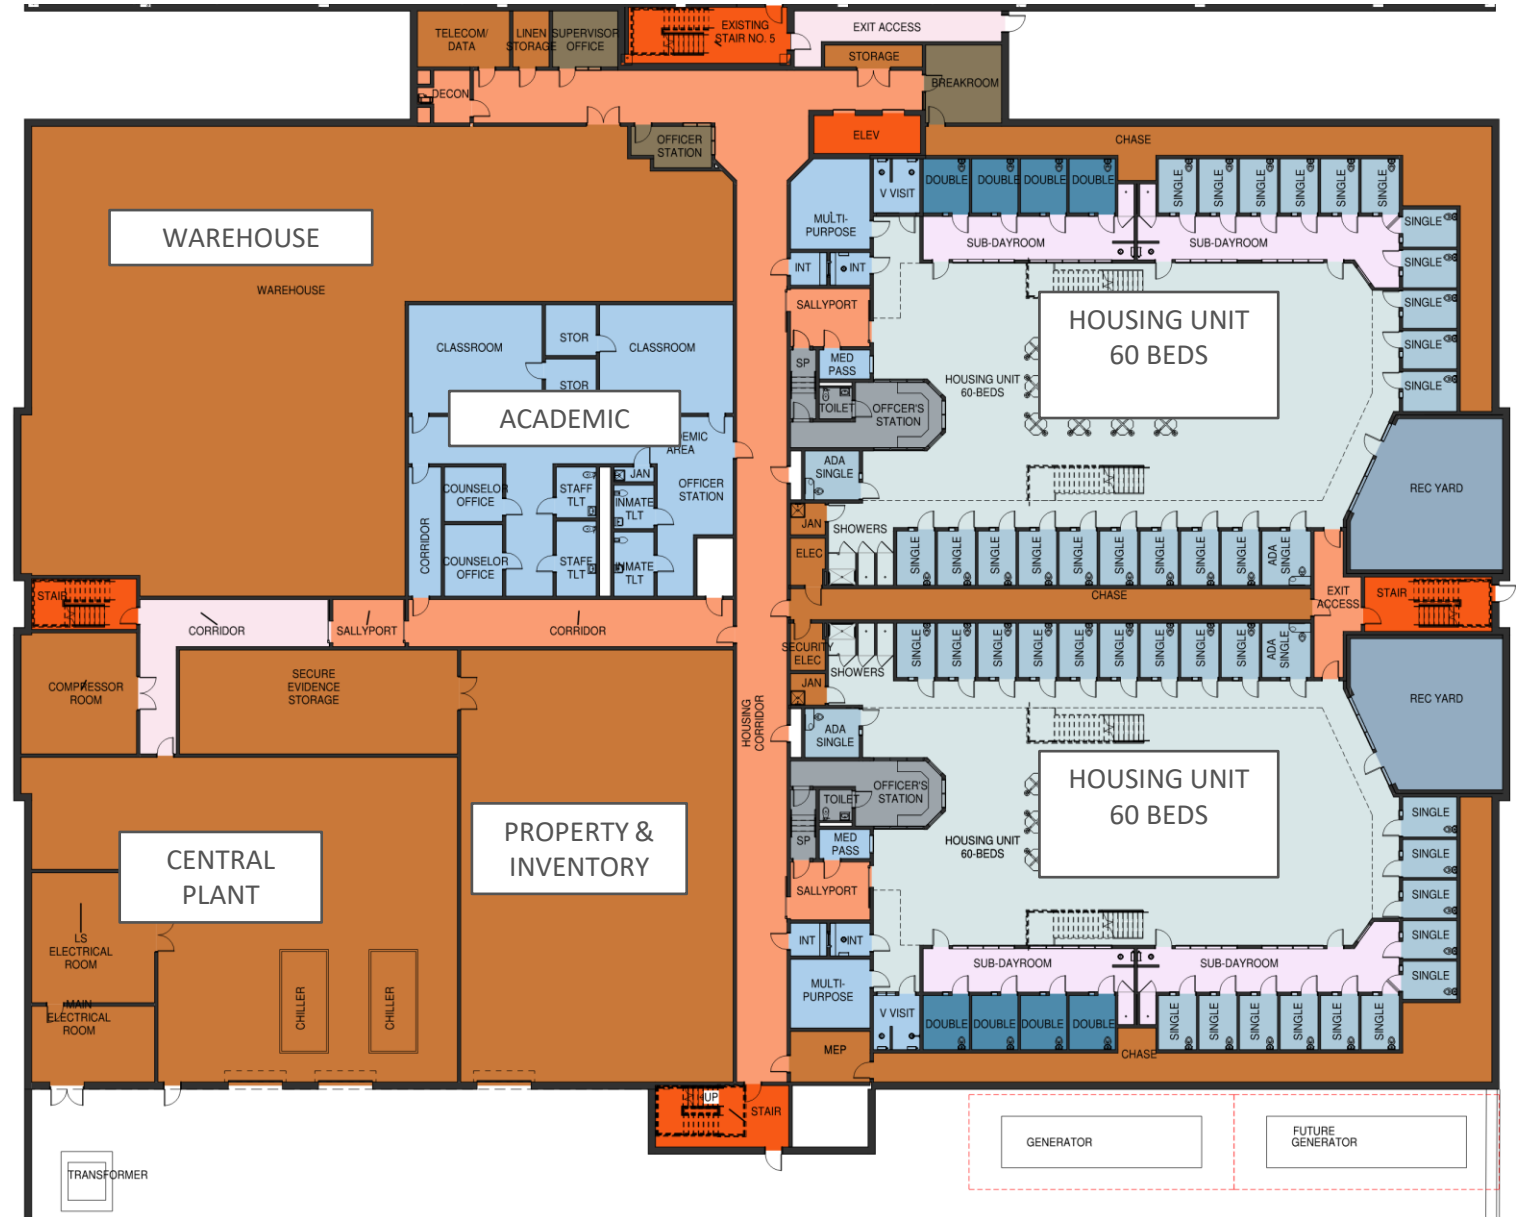 TELECOM/
DATA
LINEN
STORAGE
SUPERVISOR
OFFICE
EXISTING
STAIR NO. 5
EXIT ACCESS
STORAGE
BREAKROOM
DECON
OFFICER
STATION
ELEV
CHASE
WAREHOUSE
WAREHOUSE
MULTI-
PURPOSE
V VISIT
DOUBLE
DOUBLE
DOUBLE
DOUBLE
SINGLE
SINGLE
SINGLE
SINGLE
SINGLE
SINGLE
SUB-DAYROOM
SUB-DAYROOM
SINGLE
SINGLE
SINGLE
SINGLE
SINGLE
INT
INT
SALLYPORT
SP
MED
PASS
TOILET
OFFCER'S
STATION
HOUSING UNIT
60-BEDS
HOUSING UNIT
60 BEDS
CLASSROOM
STOR
STOR
CLASSROOM
ACADEMIC
EMIC
AREA
OFFICER
STATION
COUNSELOR
OFFICE
COUNSELOR
OFFICE
STAFF
TLT
STAFF
TLT
JAN
INMATE
TLT
INMATE
TLT
CORRIDOR
ADA
SINGLE
REC YARD
JAN
ELEC
SHOWERS
SINGLE
SINGLE
SINGLE
SINGLE
SINGLE
SINGLE
SINGLE
SINGLE
SINGLE
ADA
SINGLE
CHASE
EXIT
ACCESS
STAIR
STAIR
CORRIDOR
SALLYPORT
CORRIDOR
SECURITY
ELEC
JAN
SHOWERS
SINGLE
SINGLE
SINGLE
SINGLE
SINGLE
SINGLE
SINGLE
SINGLE
SINGLE
ADA
SINGLE
REC YARD
COMPRESSOR
ROOM
SECURE
EVIDENCE
STORAGE
HOUSING
CORRIDOR
ADA
SINGLE
OFFICER'S
STATION
TOILET
SP
MED
PASS
SALLYPORT
HOUSING UNIT
60-BEDS
HOUSING UNIT
60 BEDS
SINGLE
SINGLE
SINGLE
SINGLE
SINGLE
PROPERTY &
INVENTORY
CENTRAL
PLANT
LS
ELECTRICAL
ROOM
MAIN
ELECTRICAL
ROOM
CHILLER
CHILLER
INT
INT
MULTI-
PURPOSE
V VISIT
SUB-DAYROOM
SUB-DAYROOM
DOUBLE
DOUBLE
DOUBLE
DOUBLE
SINGLE
SINGLE
SINGLE
SINGLE
SINGLE
SINGLE
MEP
CHASE
UP
STAIR
GENERATOR
FUTURE
GENERATOR
TRANSFORMER